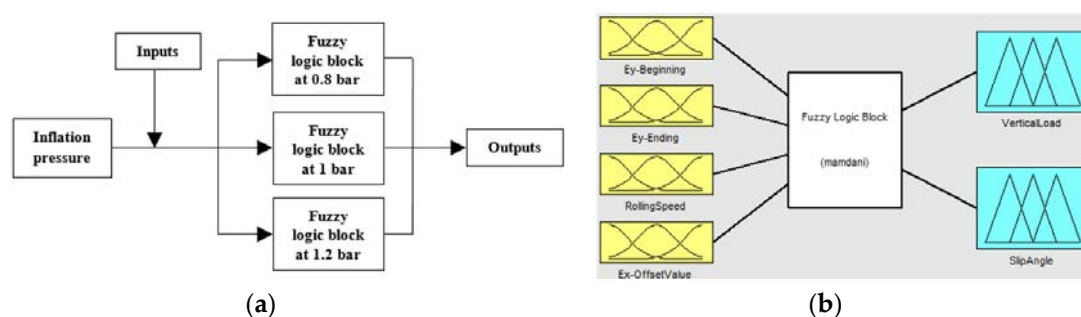 Inputs
Inflation
pressure
Fuzzy
logic block
at 0.8 bar
Fuzzy
logic block
at 1 bar
Fuzzy
logic block
at 1.2 bar
Outputs
(a)
Ey-Beginning
Ey-Ending
RollingSpeed
Ex-OffsetValue
Fuzzy Logic Block
(mamdani)
VerticalLoad
SlipAngle
(b)